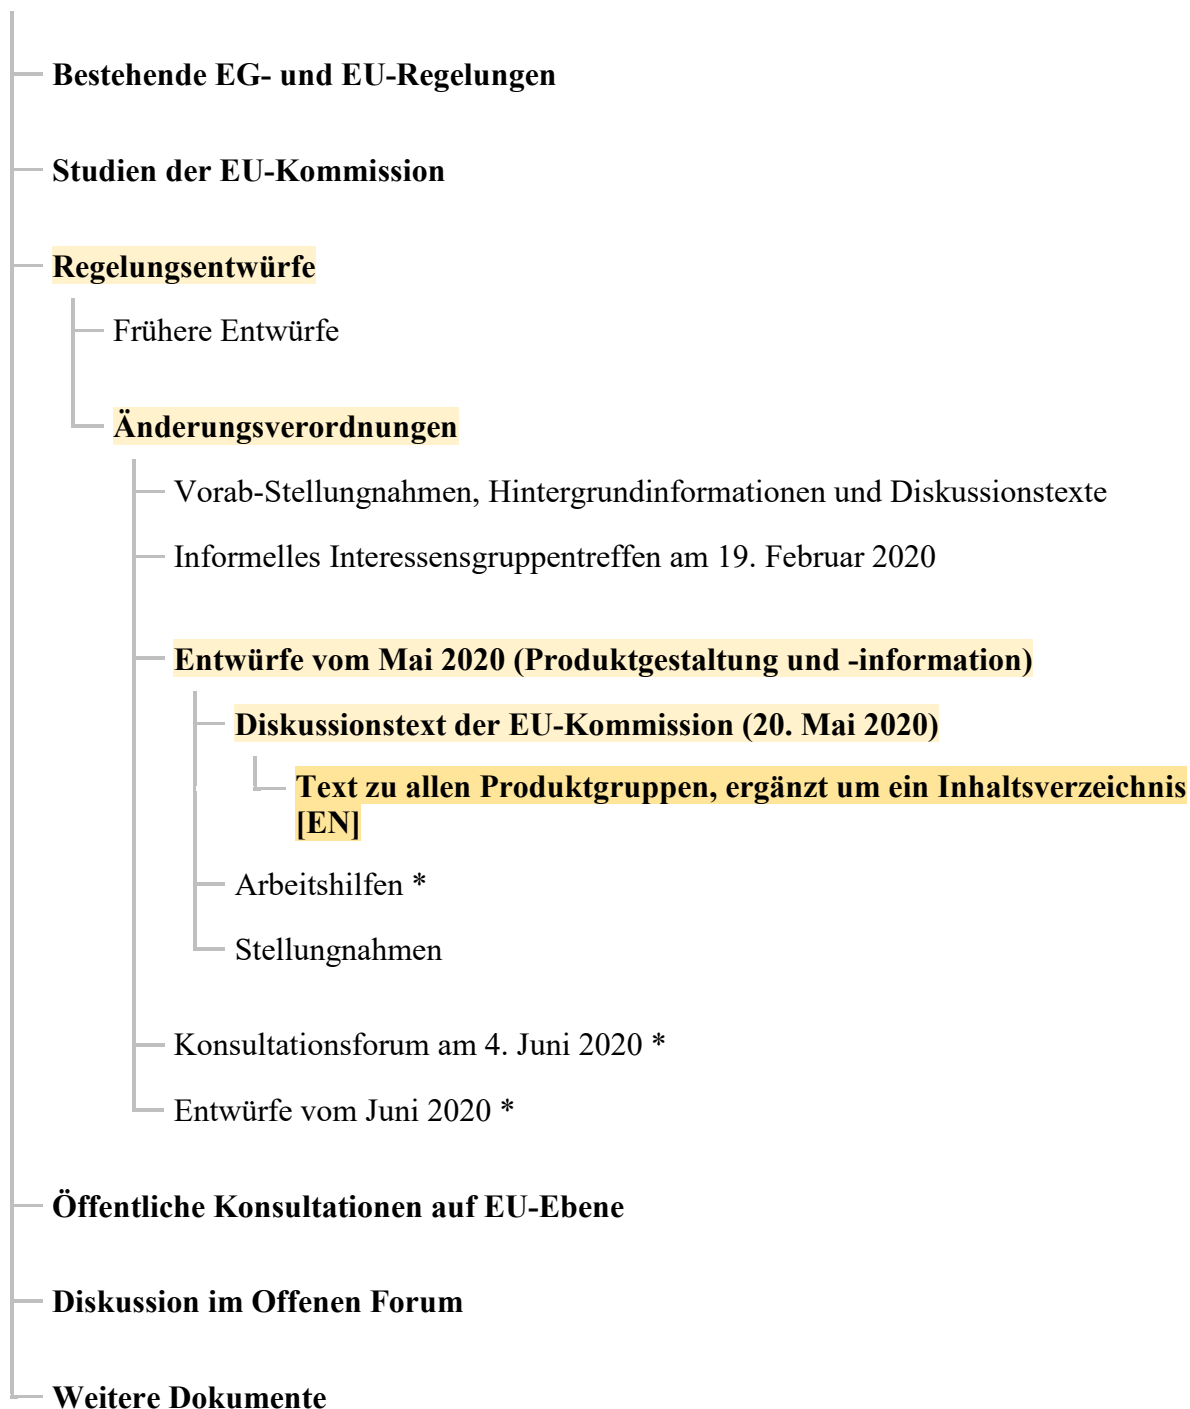 Bestehende EG- und EU-Regelungen
Studien der EU-Kommission
Regelungsentwürfe
Frühere Entwürfe
Änderungsverordnungen
Vorab-Stellungnahmen, Hintergrundinformationen und Diskussionstexte
Informelles Interessensgruppentreffen am 19. Februar 2020
Entwürfe vom Mai 2020 (Produktgestaltung und -information)
Diskussionstext der EU-Kommission (20. Mai 2020)
Text zu allen Produktgruppen, ergänzt um ein Inhaltsverzeichnis
[EN]
Arbeitshilfen *
Stellungnahmen
Konsultationsforum am 4. Juni 2020 *
Entwürfe vom Juni 2020 *
Öffentliche Konsultationen auf EU-Ebene
Diskussion im Offenen Forum
Weitere Dokumente